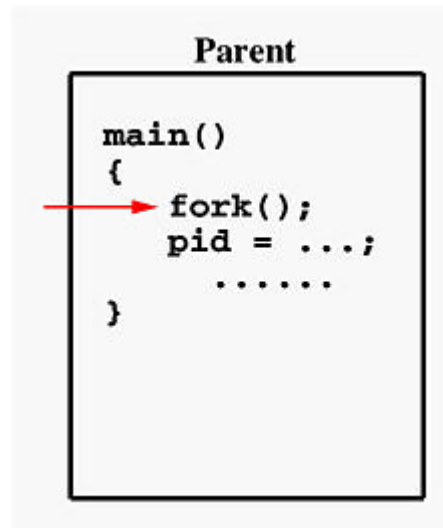 Parent
main()
{
fork();
pid = ...;
......
}